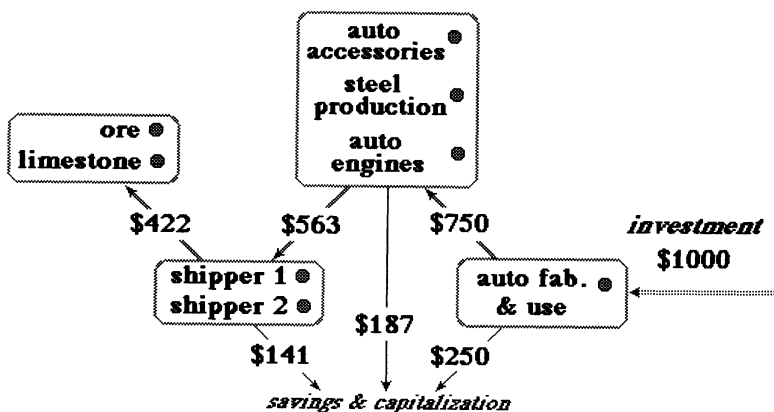 auto
accessories
steel
production
auto
engines
ore
limestone
$422
$563
$750
investment
$1000
shipper 1
shipper 2
auto fab.
& use
$187
$141
$250
savings & capitalization